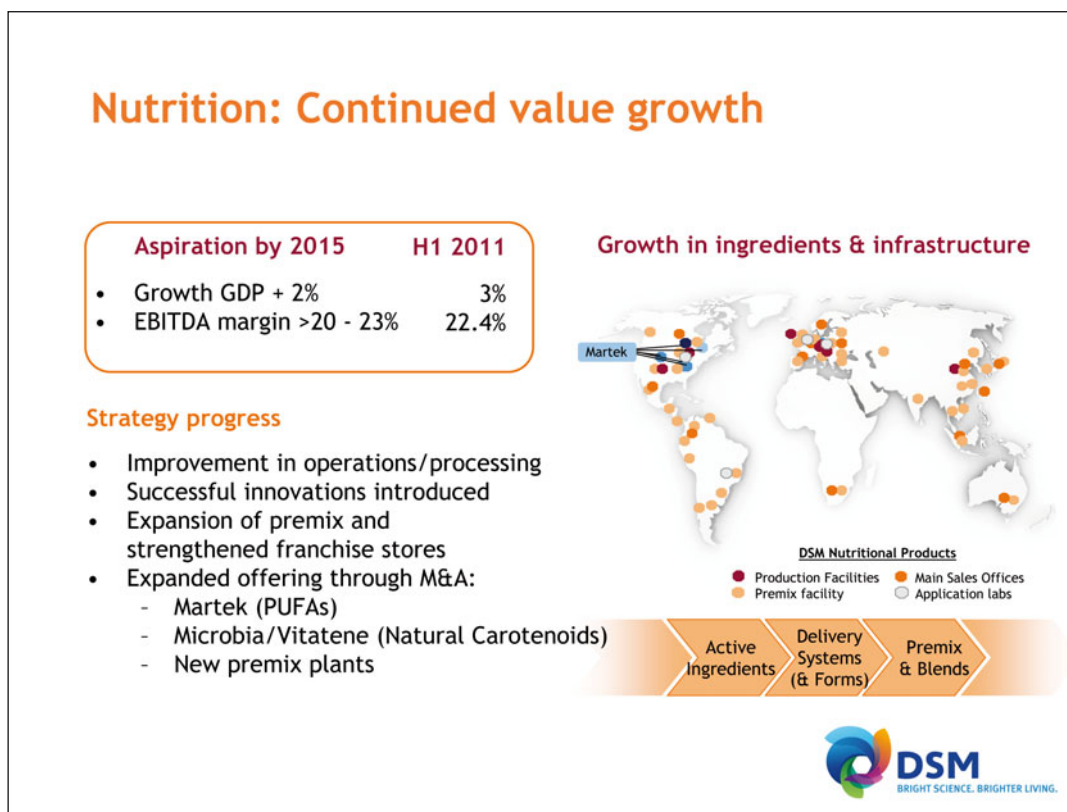 Nutrition: Continued value growth
Aspiration by 2015 H1 2011
• Growth GDP + 2% 3%
• EBITDA margin >20 - 23% 22.4%
Strategy progress
• Improvement in operations/processing
• Successful innovations introduced
• Expansion of premix and
strengthened franchise stores
• Expanded offering through M&A:
- Martek (PUFAs)
- Microbia/Vitatene (Natural Carotenoids)
- New premix plants
Growth in ingredients & infrastructure
Martek
DSM Nutritional Products
Production Facilities Main Sales Offices
Premix facility Application labs
Active
Ingredients
Delivery
Systems
(& Forms)
Premix
& Blends
DSM
BRIGHT SCIENCE. BRIGHTER LIVING.